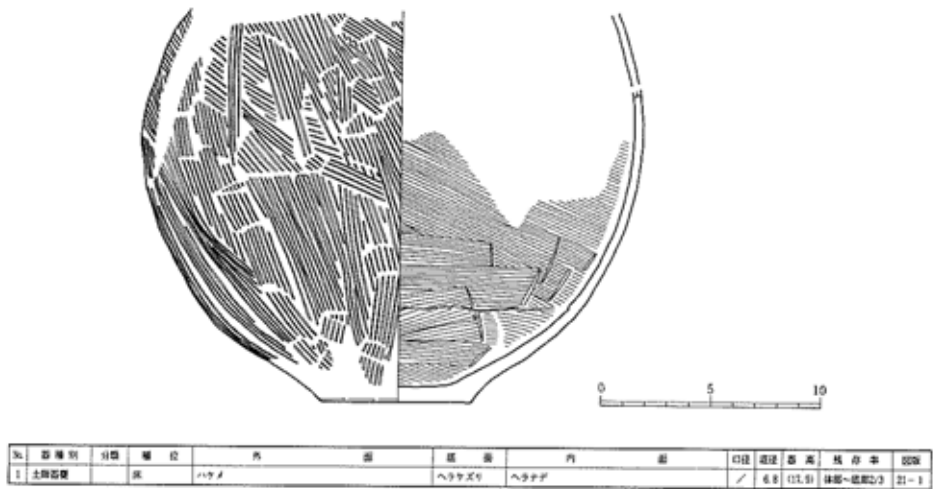 0 5 10
No. 器種別 分類 層位 外面 底面 内面 口径 底径 器高 残存率 図版
1 土師器甕 床 ハケメ ヘラケズリ ヘラナデ / 6.8 (17.5) 体部~底部2/3 21-1